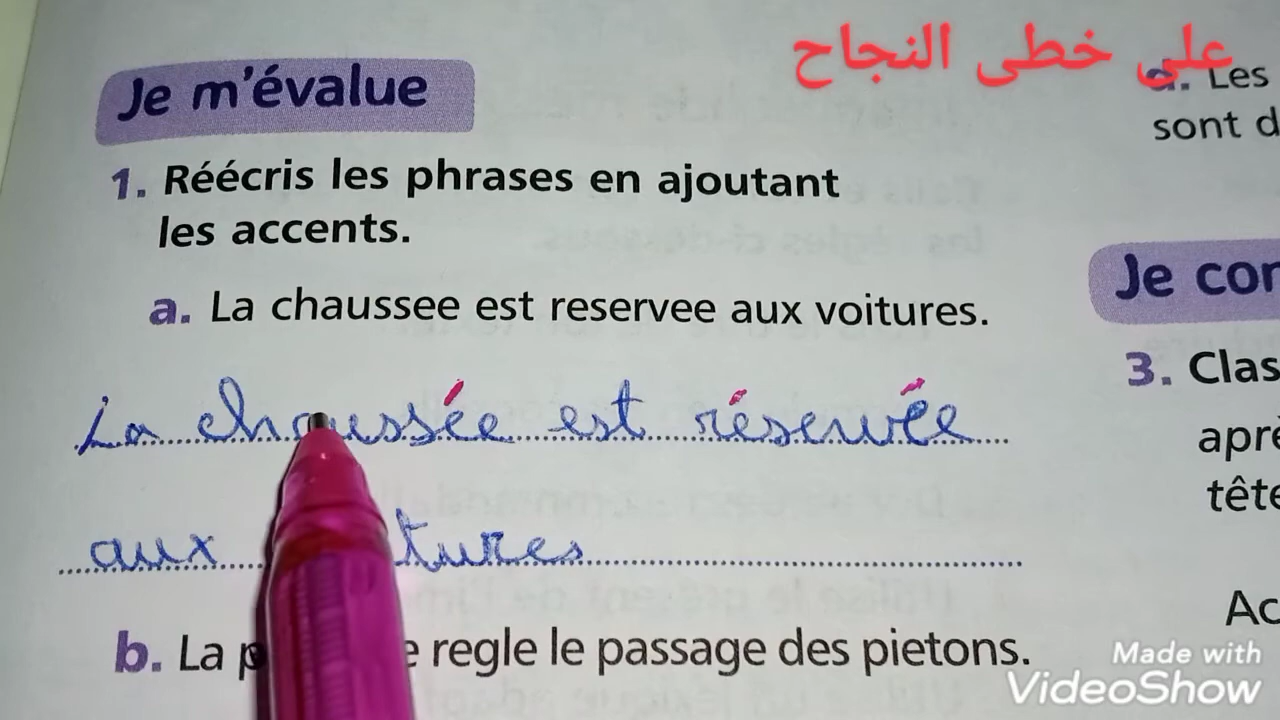 على خطى النجاح
Je m'évalue
1. Réécris les phrases en ajoutant
les accents.
a. La chaussee est reservee aux voitures.
La chaussée est réservée
aux tures
b. La p e regle le passage des pietons.
d. Les
sont d
Je cor
3. Clas
aprè
tête
Ac
Made with
VideoShow